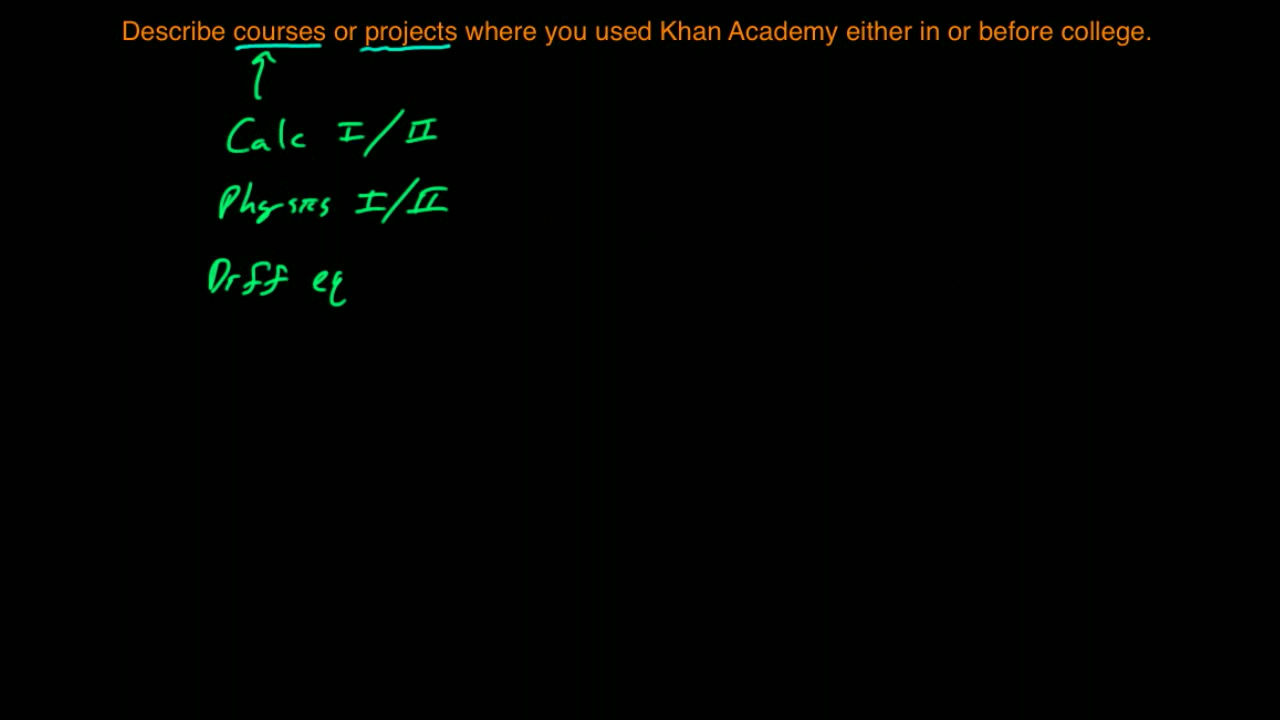 Describe courses or projects where you used Khan Academy either in or before college.
Calc I/II
Physics I/II
Diff eq